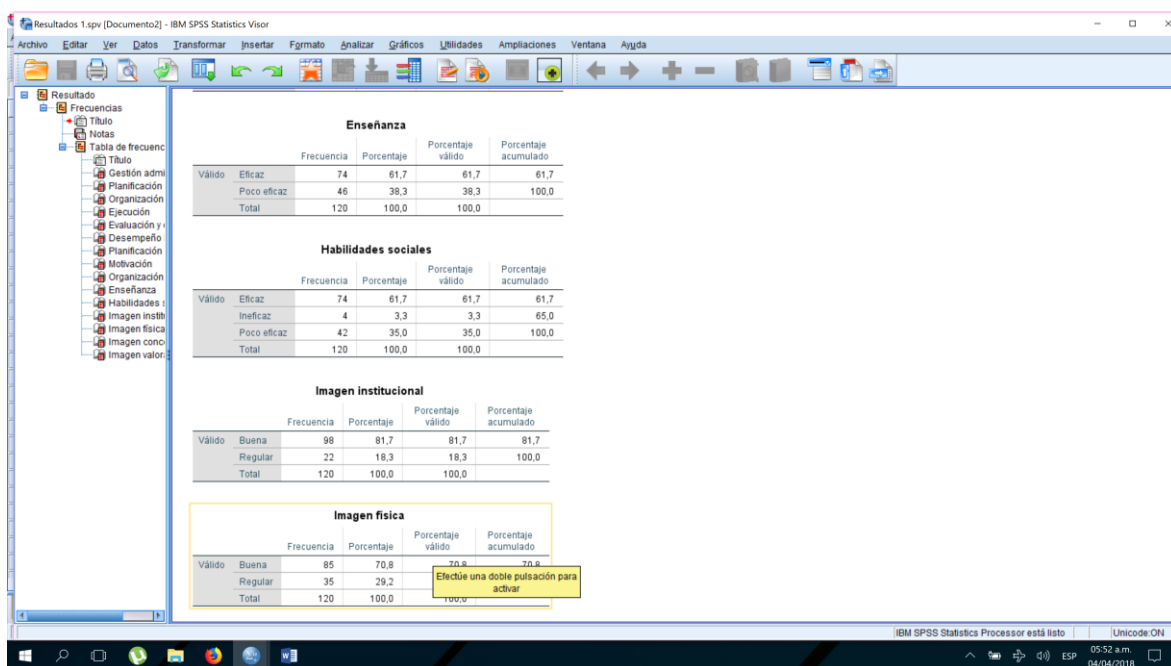 Resultados 1.spv [Documento2] - IBM SPSS Statistics Visor
Archivo Editar Ver Datos Transformar Insertar Formato Analizar Gráficos Utilidades Ampliaciones Ventana Ayuda
Resultado
Frecuencias
Título
Notas
Tabla de frecuenc
Título
Gestión admi
Planificación
Organización
Ejecución
Evaluación y
Desempeño
Planificación
Motivación
Organización
Enseñanza
Habilidades s
Imagen instit
Imagen física
Imagen conc
Imagen valor
Enseñanza
Frecuencia Porcentaje Porcentaje válido Porcentaje acumulado
Válido Eficaz 74 61,7 61,7 61,7
Poco eficaz 46 38,3 38,3 100,0
Total 120 100,0 100,0
Habilidades sociales
Frecuencia Porcentaje Porcentaje válido Porcentaje acumulado
Válido Eficaz 74 61,7 61,7 61,7
Ineficaz 4 3,3 3,3 65,0
Poco eficaz 42 35,0 35,0 100,0
Total 120 100,0 100,0
Imagen institucional
Frecuencia Porcentaje Porcentaje válido Porcentaje acumulado
Válido Buena 98 81,7 81,7 81,7
Regular 22 18,3 18,3 100,0
Total 120 100,0 100,0
Imagen física
Frecuencia Porcentaje Porcentaje válido Porcentaje acumulado
Válido Buena 85 70,8 70,8 70,8
Regular 35 29,2
Total 120 100,0 100,0
Efectúe una doble pulsación para
activar
IBM SPSS Statistics Processor está listo Unicode:ON
ESP 05:52 a.m.
04/04/2018